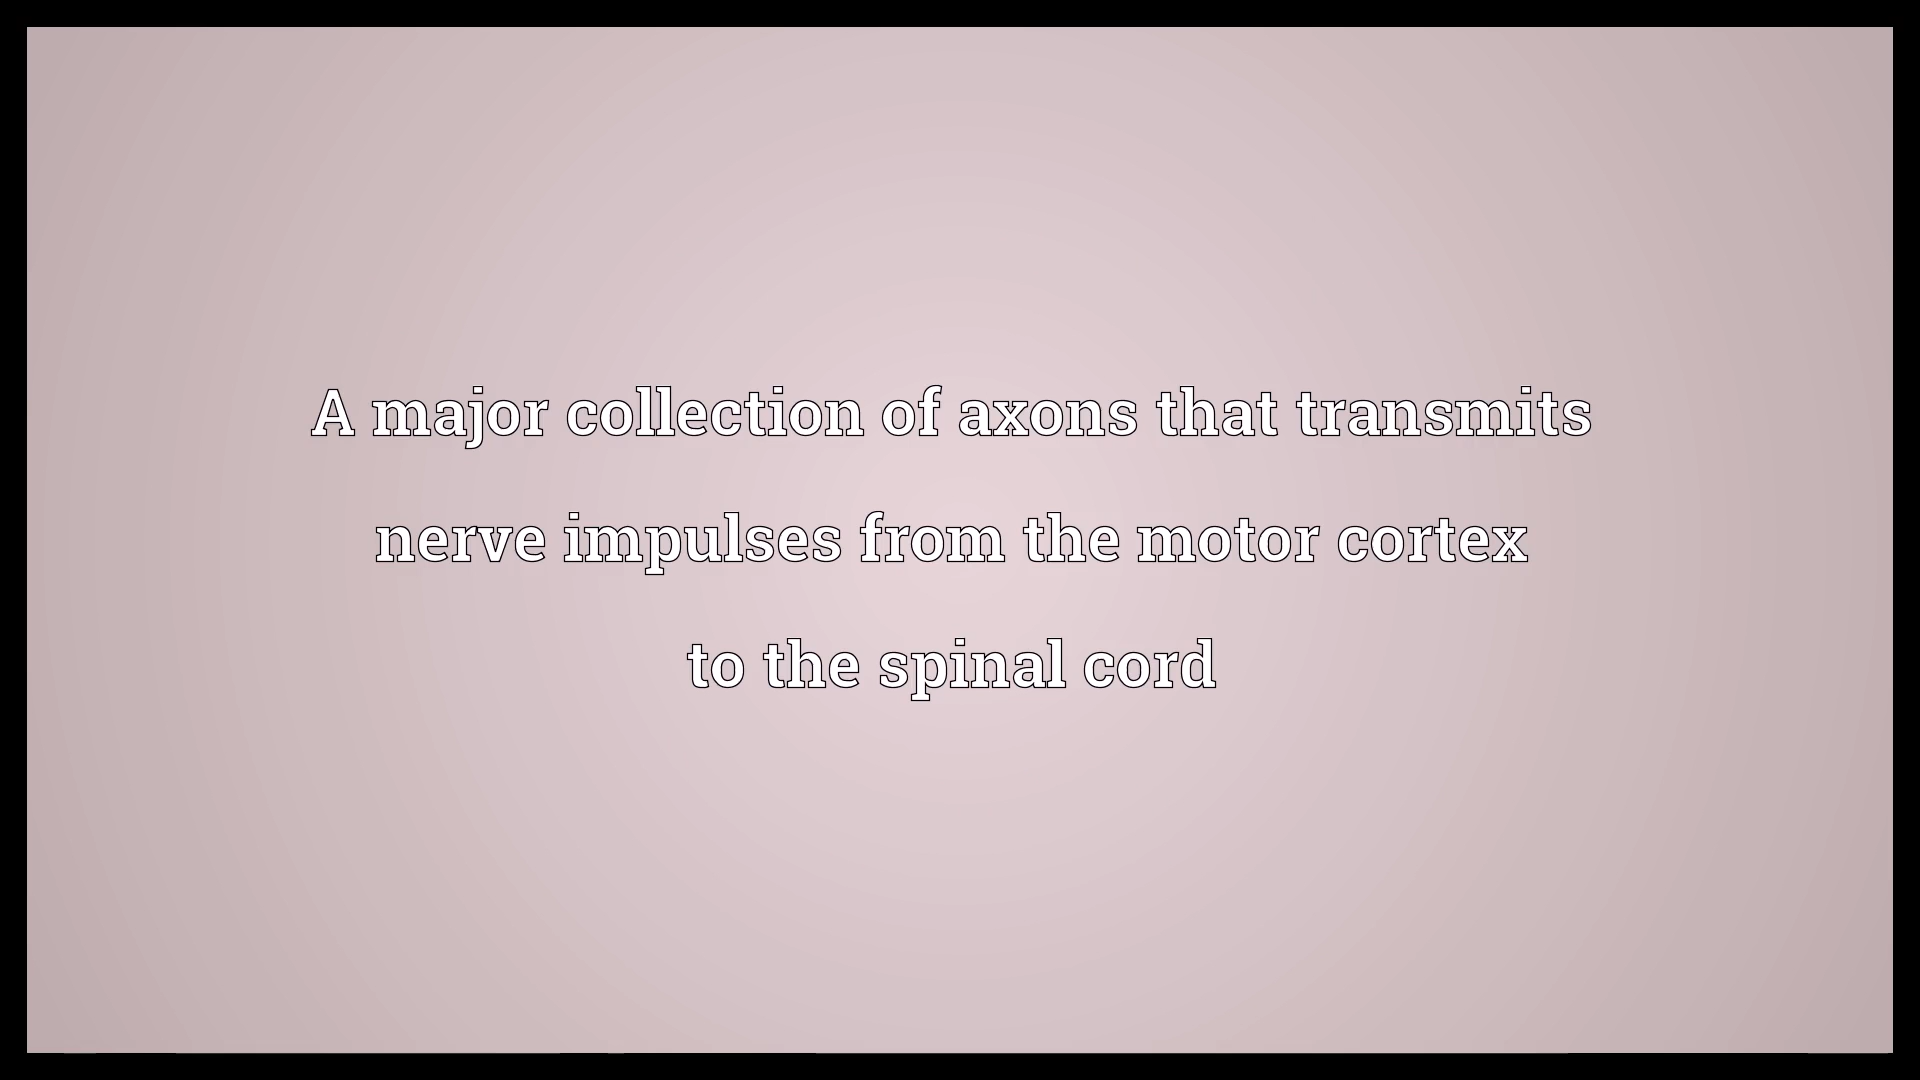 A major collection of axons that transmits
nerve impulses from the motor cortex
to the spinal cord